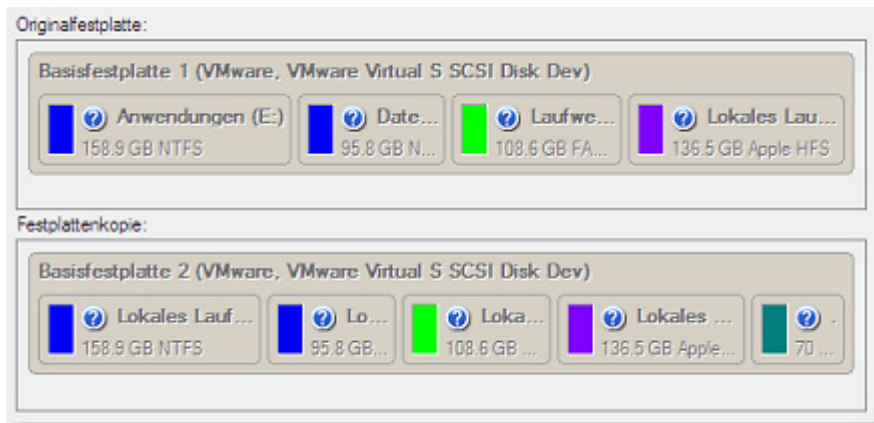 Originalfestplatte:
Basisfestplatte 1 (VMware, VMware Virtual S SCSI Disk Dev)
Anwendungen (E:) Date... Laufwe... Lokales Lau...
158.9 GB NTFS 95.8 GB N... 108.6 GB FA... 136.5 GB Apple HFS
Festplattenkopie:
Basisfestplatte 2 (VMware, VMware Virtual S SCSI Disk Dev)
Lokales Lauf... Lo... Loka... Lokales ... .
158.9 GB NTFS 95.8 GB... 108.6 GB ... 136.5 GB Apple... 70 ...